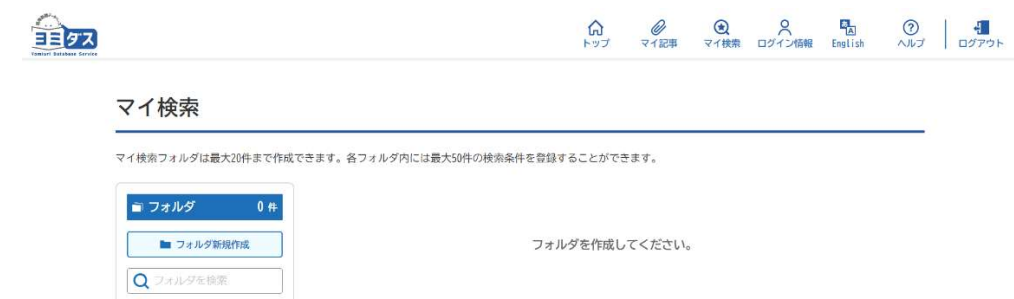 ヨミダス
Yomiuri Database Service
トップ
マイ記事
マイ検索
ログイン情報
English
ヘルプ
ログアウト
マイ検索
マイ検索フォルダは最大20件まで作成できます。各フォルダ内には最大50件の検索条件を登録することができます。
フォルダ 0 件
フォルダ新規作成
フォルダを検索
フォルダを作成してください。